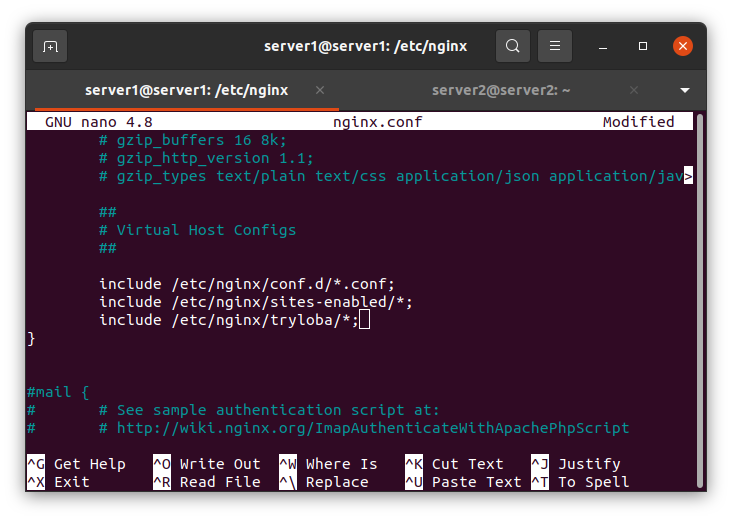 server1@server1: /etc/nginx
server1@server1: /etc/nginx × server2@server2: ~ ×
GNU nano 4.8 nginx.conf Modified
# gzip_buffers 16 8k;
# gzip_http_version 1.1;
# gzip_types text/plain text/css application/json application/jav>
##
# Virtual Host Configs
##
include /etc/nginx/conf.d/*.conf;
include /etc/nginx/sites-enabled/*;
include /etc/nginx/tryloba/*;
}
#mail {
# # See sample authentication script at:
# # http://wiki.nginx.org/ImapAuthenticateWithApachePhpScript
^G Get Help ^O Write Out ^W Where Is ^K Cut Text ^J Justify
^X Exit ^R Read File ^\ Replace ^U Paste Text ^T To Spell